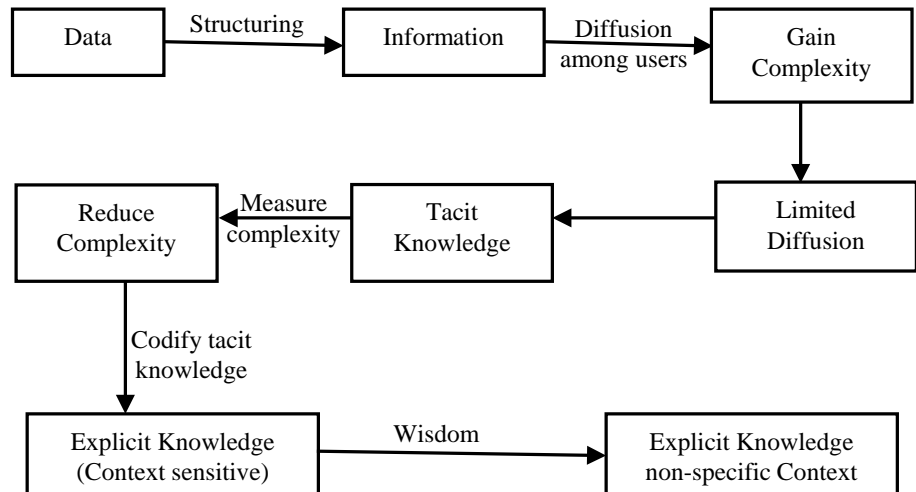 Data
Structuring
Information
Diffusion
among users
Gain
Complexity
Reduce
Complexity
Measure
complexity
Tacit
Knowledge
Limited
Diffusion
Codify tacit
knowledge
Explicit Knowledge
(Context sensitive)
Wisdom
Explicit Knowledge
non-specific Context